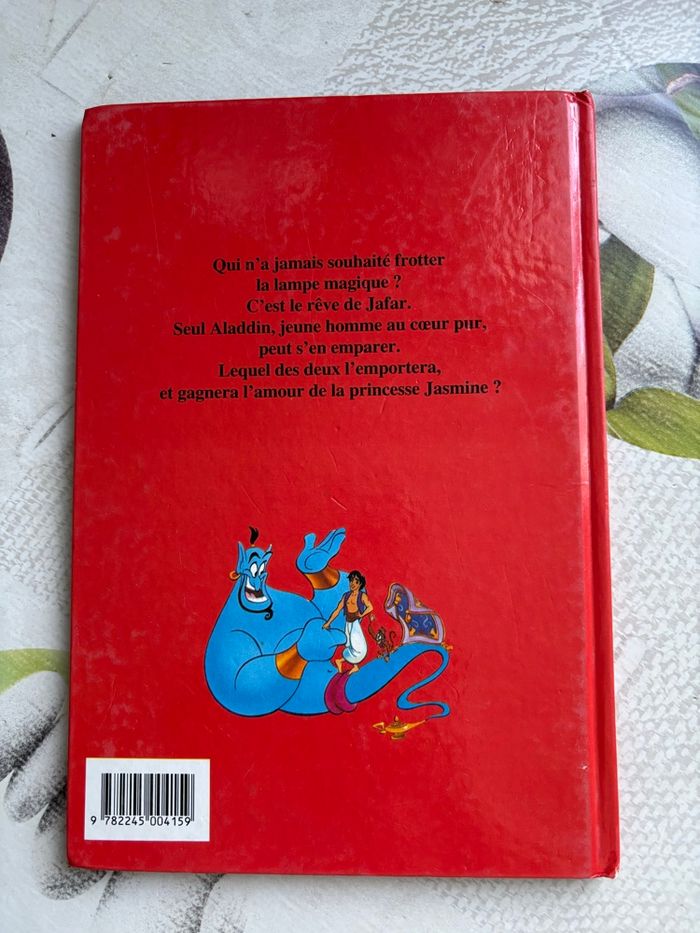 Qui n'a jamais souhaité frotter
la lampe magique ?
C'est le rêve de Jafar.
Seul Aladdin, jeune homme au cœur pur,
peut s'en emparer.
Lequel des deux l'emportera,
et gagnera l'amour de la princesse Jasmine ?
9 782245 004159